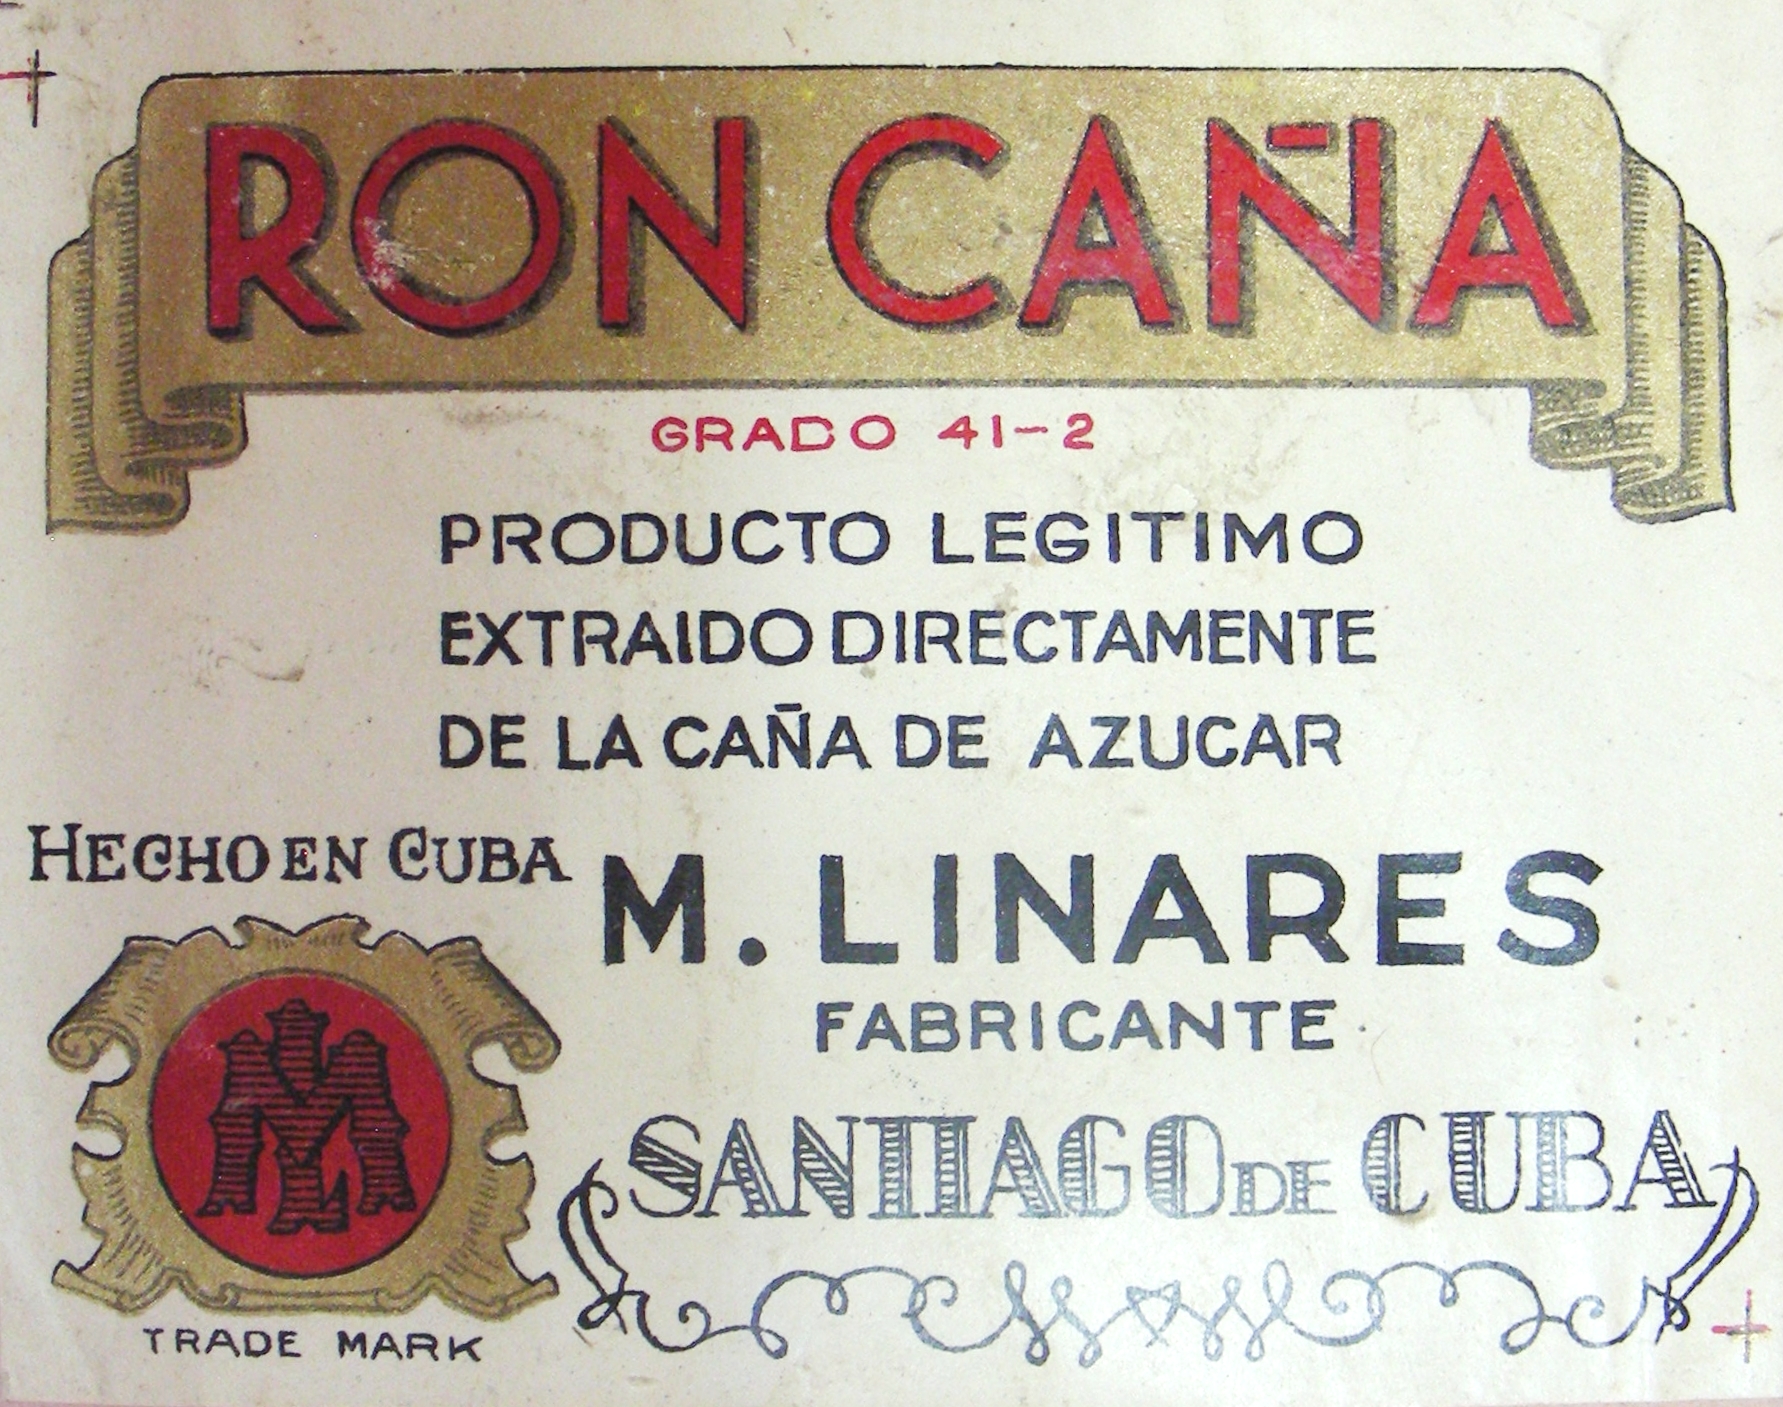 RON CAÑA
GRADO 41-2
PRODUCTO LEGITIMO
EXTRAIDO DIRECTAMENTE
DE LA CAÑA DE AZUCAR
HECHO EN CUBA
M. LINARES
FABRICANTE
ML
SANTIAGO DE CUBA
TRADE MARK